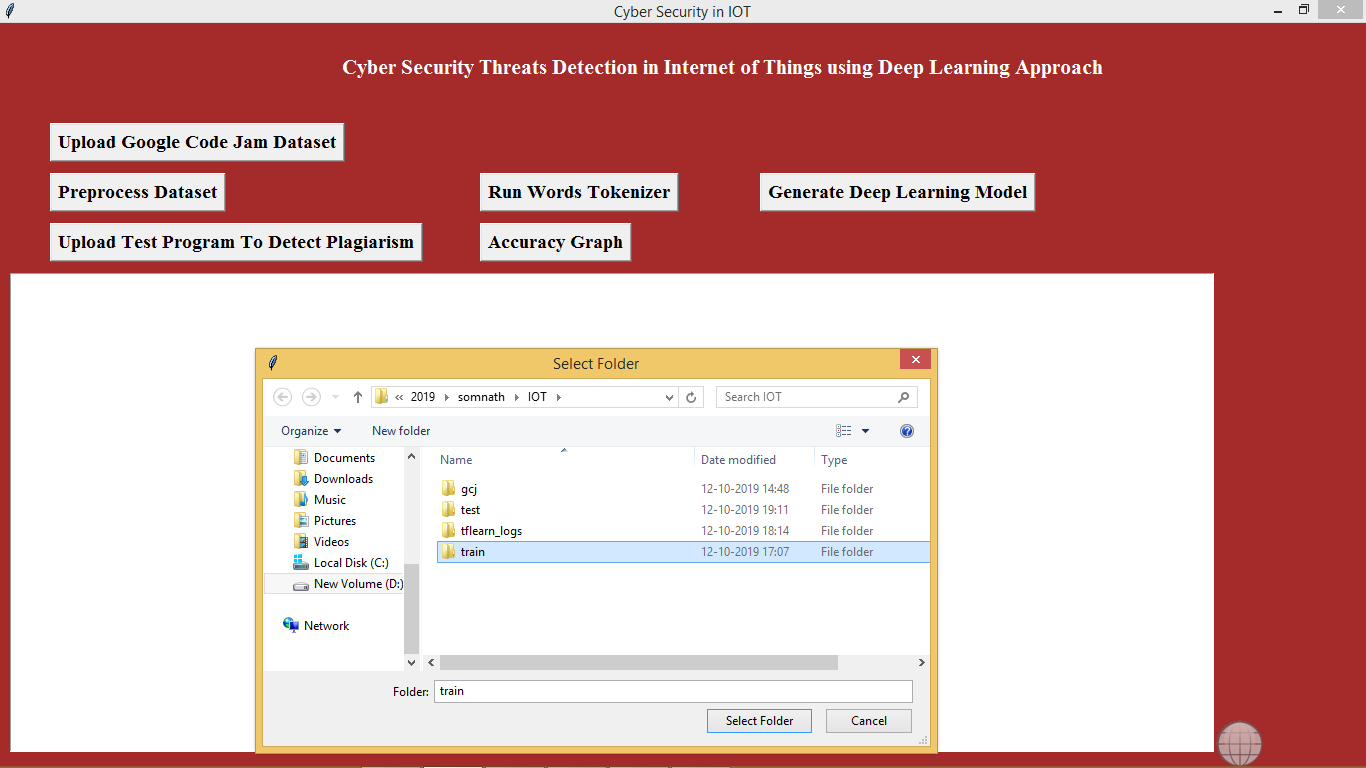 Cyber Security in IOT
Cyber Security Threats Detection in Internet of Things using Deep Learning Approach
Upload Google Code Jam Dataset
Preprocess Dataset Run Words Tokenizer Generate Deep Learning Model
Upload Test Program To Detect Plagiarism Accuracy Graph
Select Folder
« 2019 somnath IOT Search IOT
Organize New folder
Name Date modified Type
Documents
Downloads
Music
Pictures
Videos
Local Disk (C:)
New Volume (D:)
Network
gcj 12-10-2019 14:48 File folder
test 12-10-2019 19:11 File folder
tflearn_logs 12-10-2019 18:14 File folder
train 12-10-2019 17:07 File folder
Folder: train
Select Folder Cancel